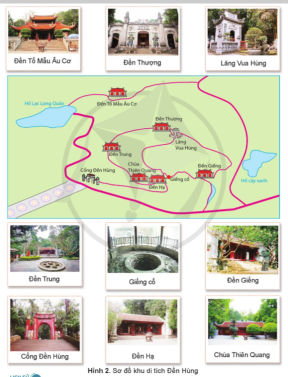 Đền Tổ Mẫu Âu Cơ
Đền Thượng
Lăng Vua Hùng
Hồ Lạc Long Quân
Đền Tổ Mẫu Âu Cơ
Đền Thượng
Lăng
Vua Hùng
Đền Trung
Chùa
Thiên Quang
Đền Giếng
Cổng Đền Hùng
Giếng cổ
Đền Hạ
Hồ cây xanh
Đền Trung
Giếng cổ
Đền Giếng
Cổng Đền Hùng
Đền Hạ
Chùa Thiên Quang
Hình 2. Sơ đồ khu di tích Đền Hùng